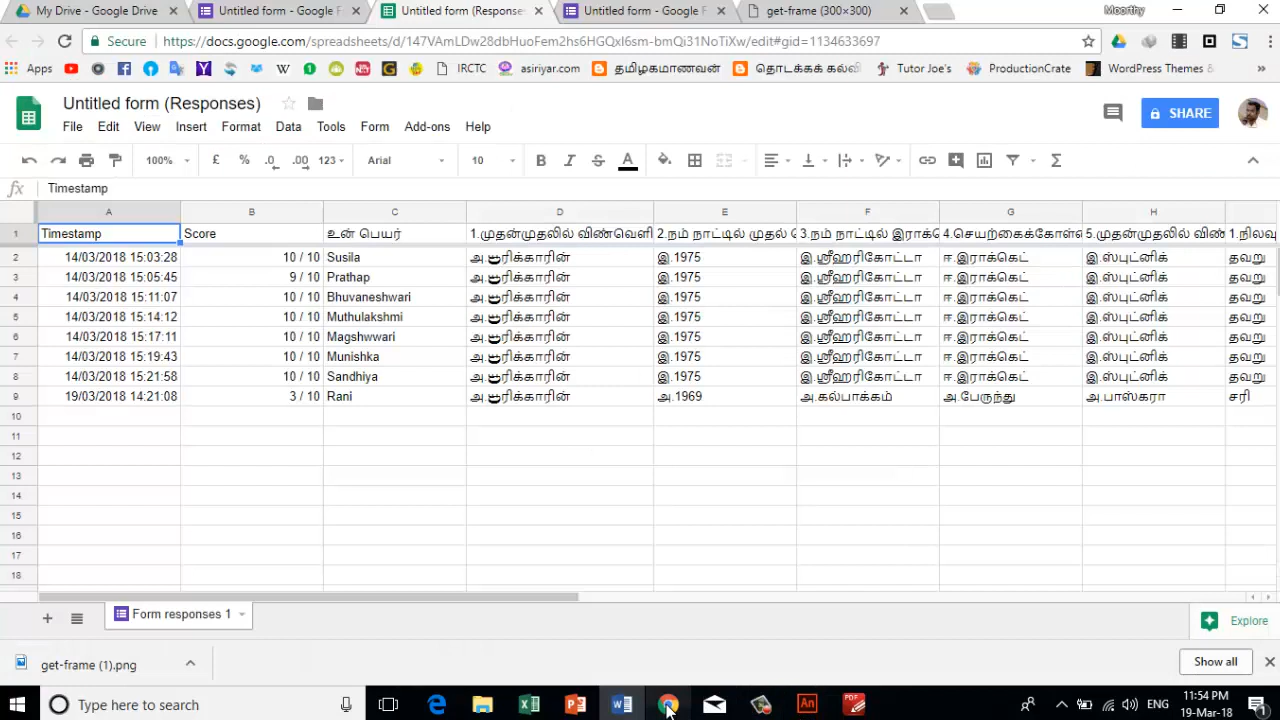 My Drive - Google Drive
Untitled form - Google F
Untitled form (Response
Untitled form - Google F
get-frame (300×300)
Moorthy
Secure
https://docs.google.com/spreadsheets/d/147VAmLDw28dbHuoFem2hs6HGQxI6sm-bmQi31NoTiXw/edit#gid=1134633697
Apps
IRCTC
asiriyar.com
தமிழகமாணவன்
தொடக்கக் கல்வி
Tutor Joe's
ProductionCrate
WordPress Themes &
Untitled form (Responses)
SHARE
File Edit View Insert Format Data Tools Form Add-ons Help
100% £ % .0 .00 123 Arial 10 B I S A
fx Timestamp
A B C D E F G H
1 Timestamp Score உன் பெயர் 1.முதன்முதலில் விண்வெளி 2.நம் நாட்டில் முதல் 3.நம் நாட்டில் இராக் 4.செயற்கைக்கோள 5.முதன்முதலில் விண் 1.நிலவு
2 14/03/2018 15:03:28 10 / 10 Susila இ.1975 இ.ஸ்ரீஹரிகோட்டா ஈ.இராக்கெட் இ.ஸ்புட்னிக் தவறு
3 14/03/2018 15:05:45 9 / 10 Prathap இ.1975 இ.ஸ்ரீஹரிகோட்டா ஈ.இராக்கெட் இ.ஸ்புட்னிக் தவறு
4 14/03/2018 15:11:07 10 / 10 Bhuvaneshwari இ.1975 இ.ஸ்ரீஹரிகோட்டா ஈ.இராக்கெட் இ.ஸ்புட்னிக் தவறு
5 14/03/2018 15:14:12 10 / 10 Muthulakshmi இ.1975 இ.ஸ்ரீஹரிகோட்டா ஈ.இராக்கெட் இ.ஸ்புட்னிக் தவறு
6 14/03/2018 15:17:11 10 / 10 Magshwwari இ.1975 இ.ஸ்ரீஹரிகோட்டா ஈ.இராக்கெட் இ.ஸ்புட்னிக் தவறு
7 14/03/2018 15:19:43 10 / 10 Munishka இ.1975 இ.ஸ்ரீஹரிகோட்டா ஈ.இராக்கெட் இ.ஸ்புட்னிக் தவறு
8 14/03/2018 15:21:58 10 / 10 Sandhiya இ.1975 இ.ஸ்ரீஹரிகோட்டா ஈ.இராக்கெட் இ.ஸ்புட்னிக் தவறு
9 19/03/2018 14:21:08 3 / 10 Rani அ.1969 அ.கல்பாக்கம் அ.பேருந்து அ.பாஸ்கரா சரி
10
11
12
13
14
15
16
17
18
Form responses 1
Explore
get-frame (1).png
Show all
Type here to search
ENG
11:54 PM
19-Mar-18